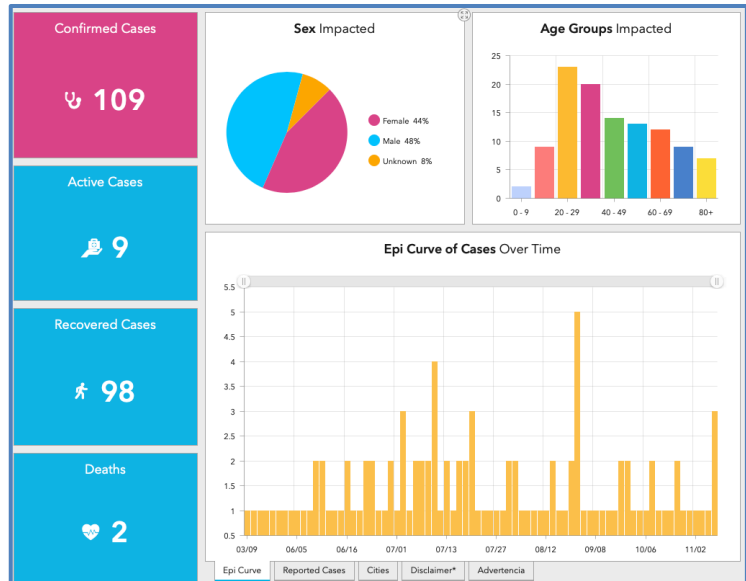 Confirmed Cases
109
Active Cases
9
Recovered Cases
98
Deaths
2
Sex Impacted
Female 44%
Male 48%
Unknown 8%
Age Groups Impacted
25
20
15
10
5
0
0 - 9 20 - 29 40 - 49 60 - 69 80+
Epi Curve of Cases Over Time
5.5
5
4.5
4
3.5
3
2.5
2
1.5
1
0.5
03/09 06/05 06/16 07/01 07/13 07/27 08/12 09/08 10/06 11/02
Epi Curve Reported Cases Cities Disclaimer* Advertencia